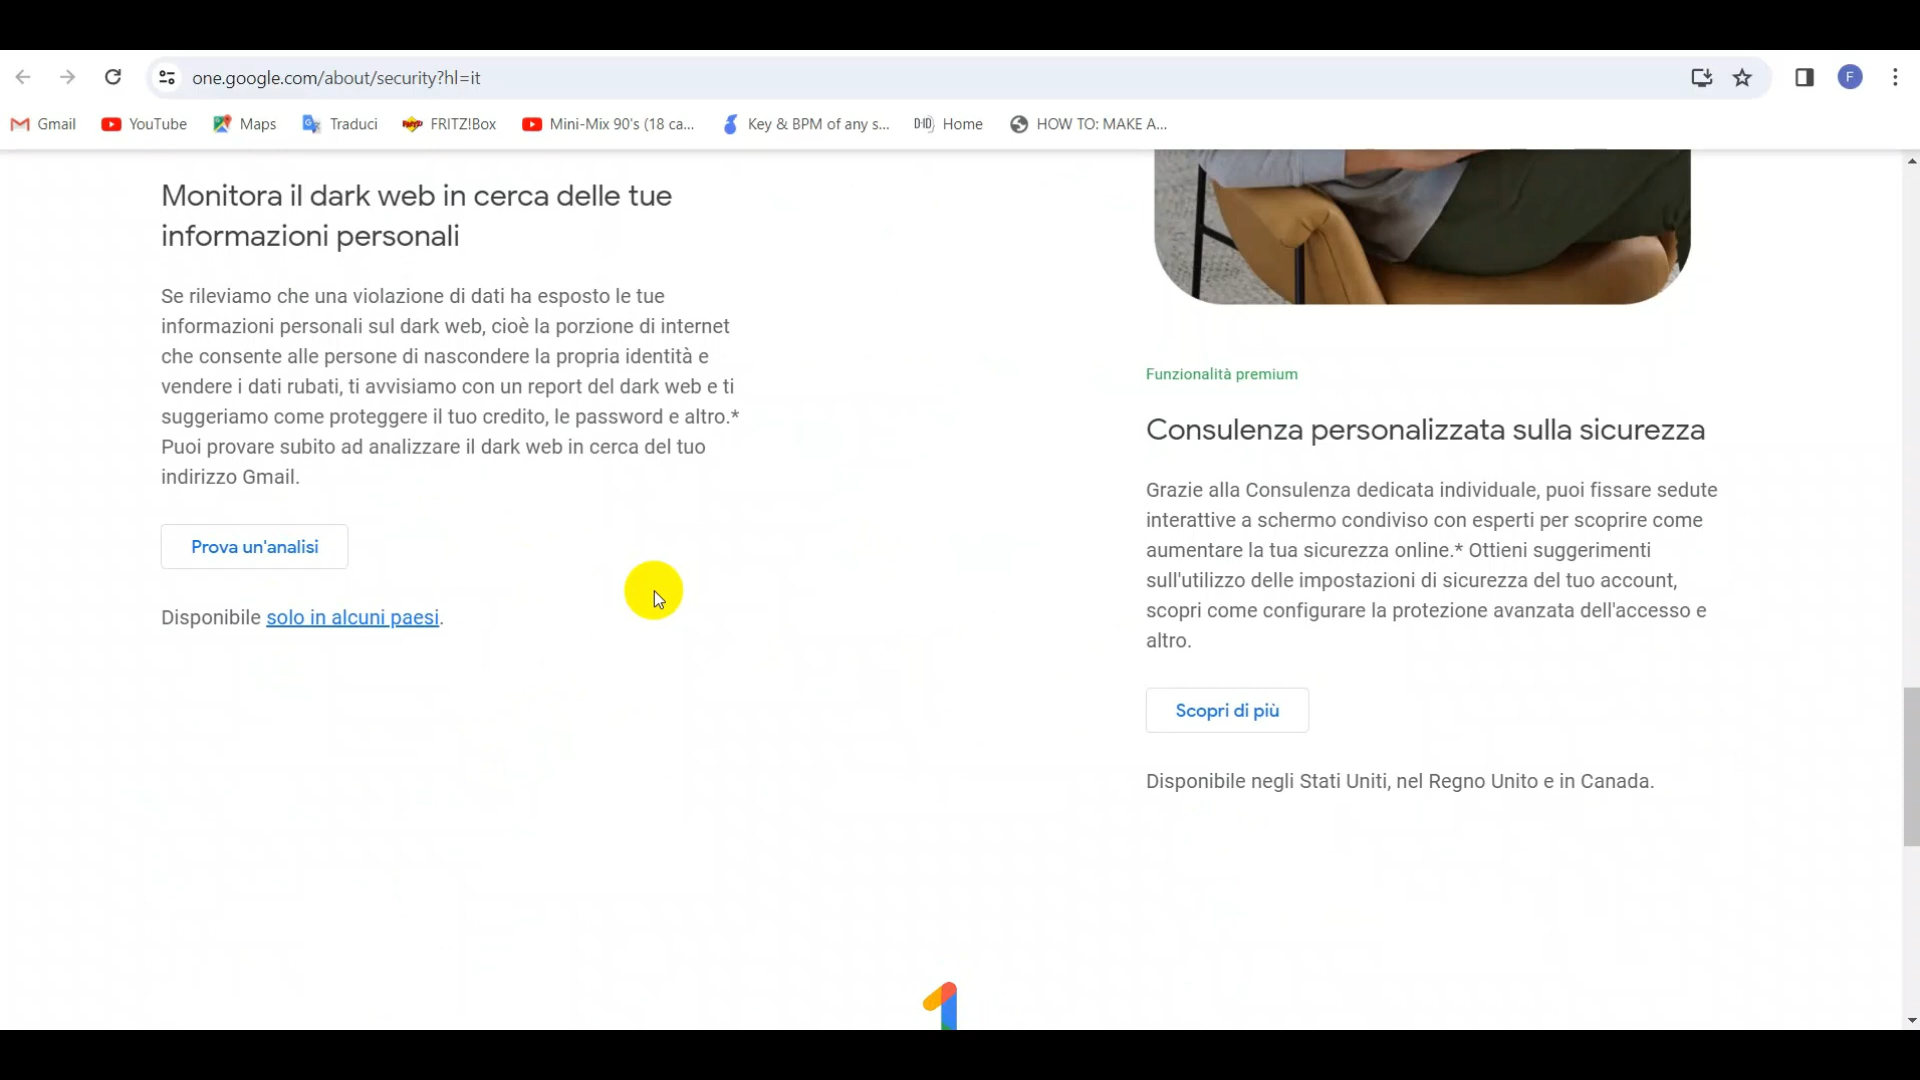 one.google.com/about/security?hl=it
F
Gmail
YouTube
Maps
Traduci
FRITZ!Box
Mini-Mix 90's (18 ca...
Key & BPM of any s...
D-ID
Home
HOW TO: MAKE A...
Monitora il dark web in cerca delle tue
informazioni personali
Se rileviamo che una violazione di dati ha esposto le tue
informazioni personali sul dark web, cioè la porzione di internet
che consente alle persone di nascondere la propria identità e
vendere i dati rubati, ti avvisiamo con un report del dark web e ti
suggeriamo come proteggere il tuo credito, le password e altro.*
Puoi provare subito ad analizzare il dark web in cerca del tuo
indirizzo Gmail.
Prova un'analisi
Disponibile solo in alcuni paesi.
Funzionalità premium
Consulenza personalizzata sulla sicurezza
Grazie alla Consulenza dedicata individuale, puoi fissare sedute
interattive a schermo condiviso con esperti per scoprire come
aumentare la tua sicurezza online.* Ottieni suggerimenti
sull'utilizzo delle impostazioni di sicurezza del tuo account,
scopri come configurare la protezione avanzata dell'accesso e
altro.
Scopri di più
Disponibile negli Stati Uniti, nel Regno Unito e in Canada.